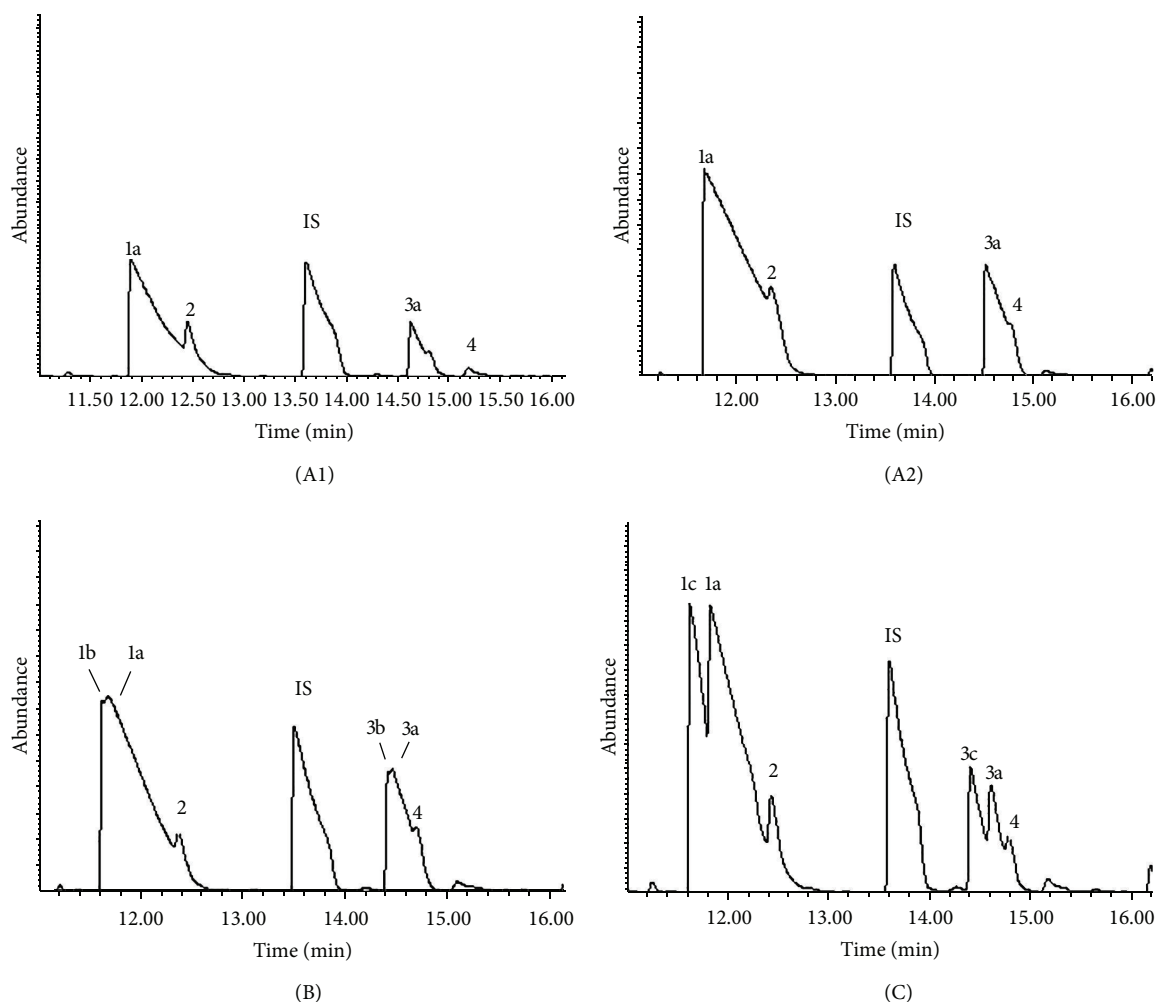 Abundance
1a
2
IS
3a
4
11.50 12.00 12.50 13.00 13.50 14.00 14.50 15.00 15.50 16.00
Time (min)
(A1)
Abundance
1a
2
IS
3a
4
12.00 13.00 14.00 15.00 16.00
Time (min)
(A2)
Abundance
1b 1a
2
IS
3b 3a
4
12.00 13.00 14.00 15.00 16.00
Time (min)
(B)
Abundance
1c 1a
2
IS
3c 3a
4
12.00 13.00 14.00 15.00 16.00
Time (min)
(C)